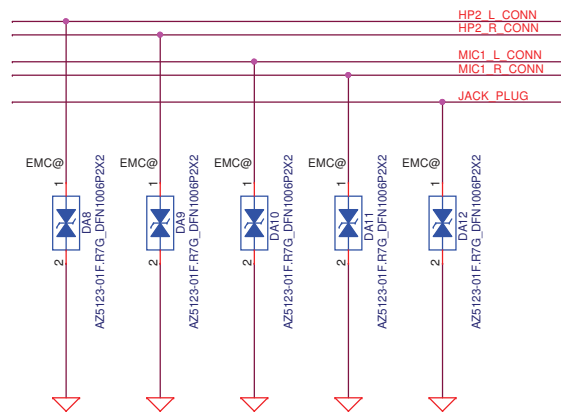 HP2_L_CONN
HP2_R_CONN
MIC1_L_CONN
MIC1_R_CONN
JACK_PLUG
EMC@
1
2
DA8
AZ5123-01F.R7G_DFN1006P2X2
EMC@
1
2
DA9
AZ5123-01F.R7G_DFN1006P2X2
EMC@
1
2
DA10
AZ5123-01F.R7G_DFN1006P2X2
EMC@
1
2
DA11
AZ5123-01F.R7G_DFN1006P2X2
EMC@
1
2
DA12
AZ5123-01F.R7G_DFN1006P2X2